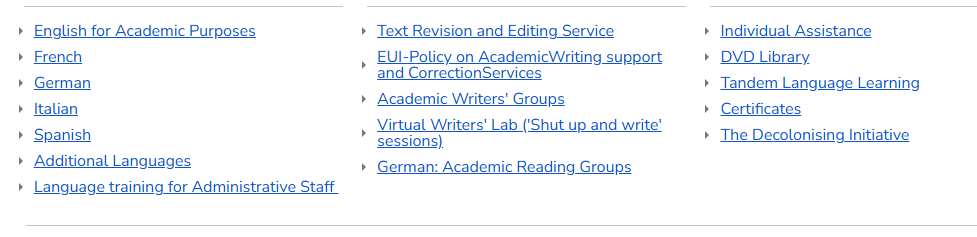 English for Academic Purposes
French
German
Italian
Spanish
Additional Languages
Language training for Administrative Staff
Text Revision and Editing Service
EUI-Policy on AcademicWriting support
and CorrectionServices
Academic Writers' Groups
Virtual Writers' Lab ('Shut up and write'
sessions)
German: Academic Reading Groups
Individual Assistance
DVD Library
Tandem Language Learning
Certificates
The Decolonising Initiative